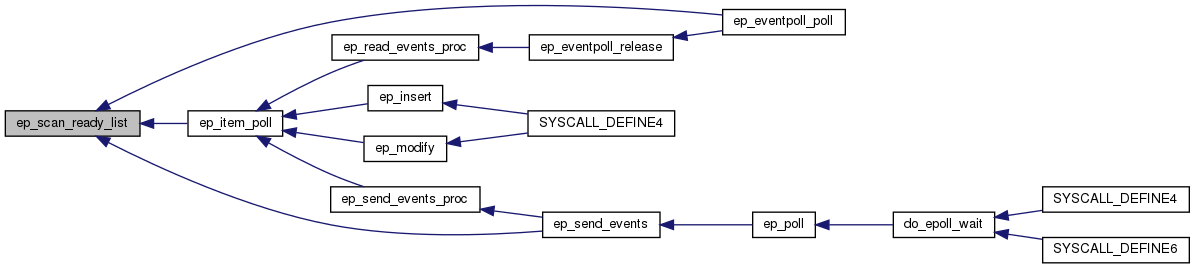 ep_eventpoll_poll
ep_read_events_proc
ep_eventpoll_release
ep_insert
ep_scan_ready_list
ep_item_poll
SYSCALL_DEFINE4
ep_modify
ep_send_events_proc
SYSCALL_DEFINE4
ep_send_events
ep_poll
do_epoll_wait
SYSCALL_DEFINE6